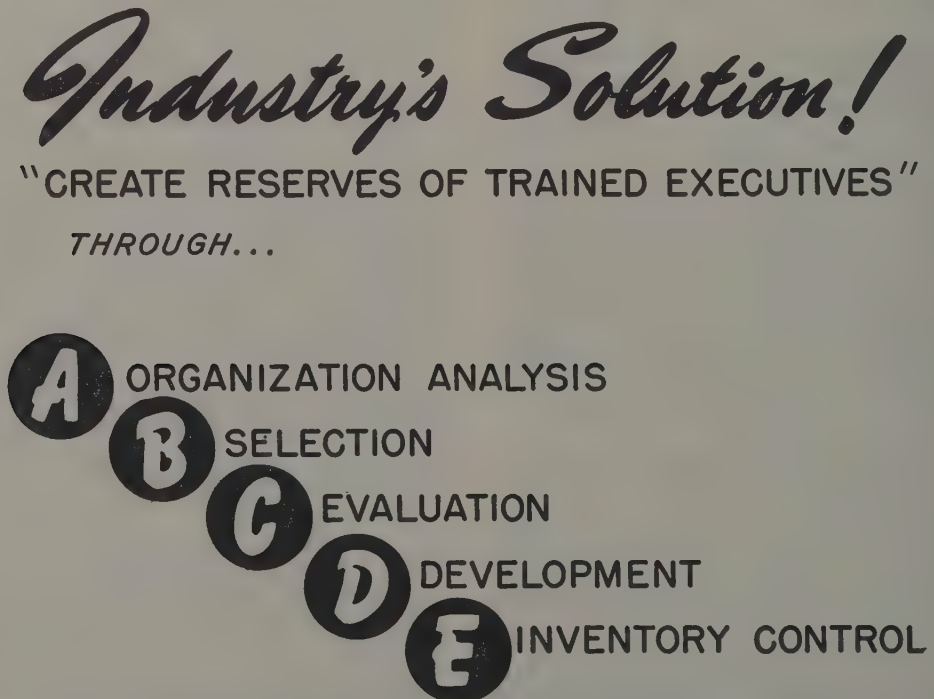 Industry's Solution!
"CREATE RESERVES OF TRAINED EXECUTIVES"
THROUGH...
A ORGANIZATION ANALYSIS
B SELECTION
C EVALUATION
D DEVELOPMENT
E INVENTORY CONTROL